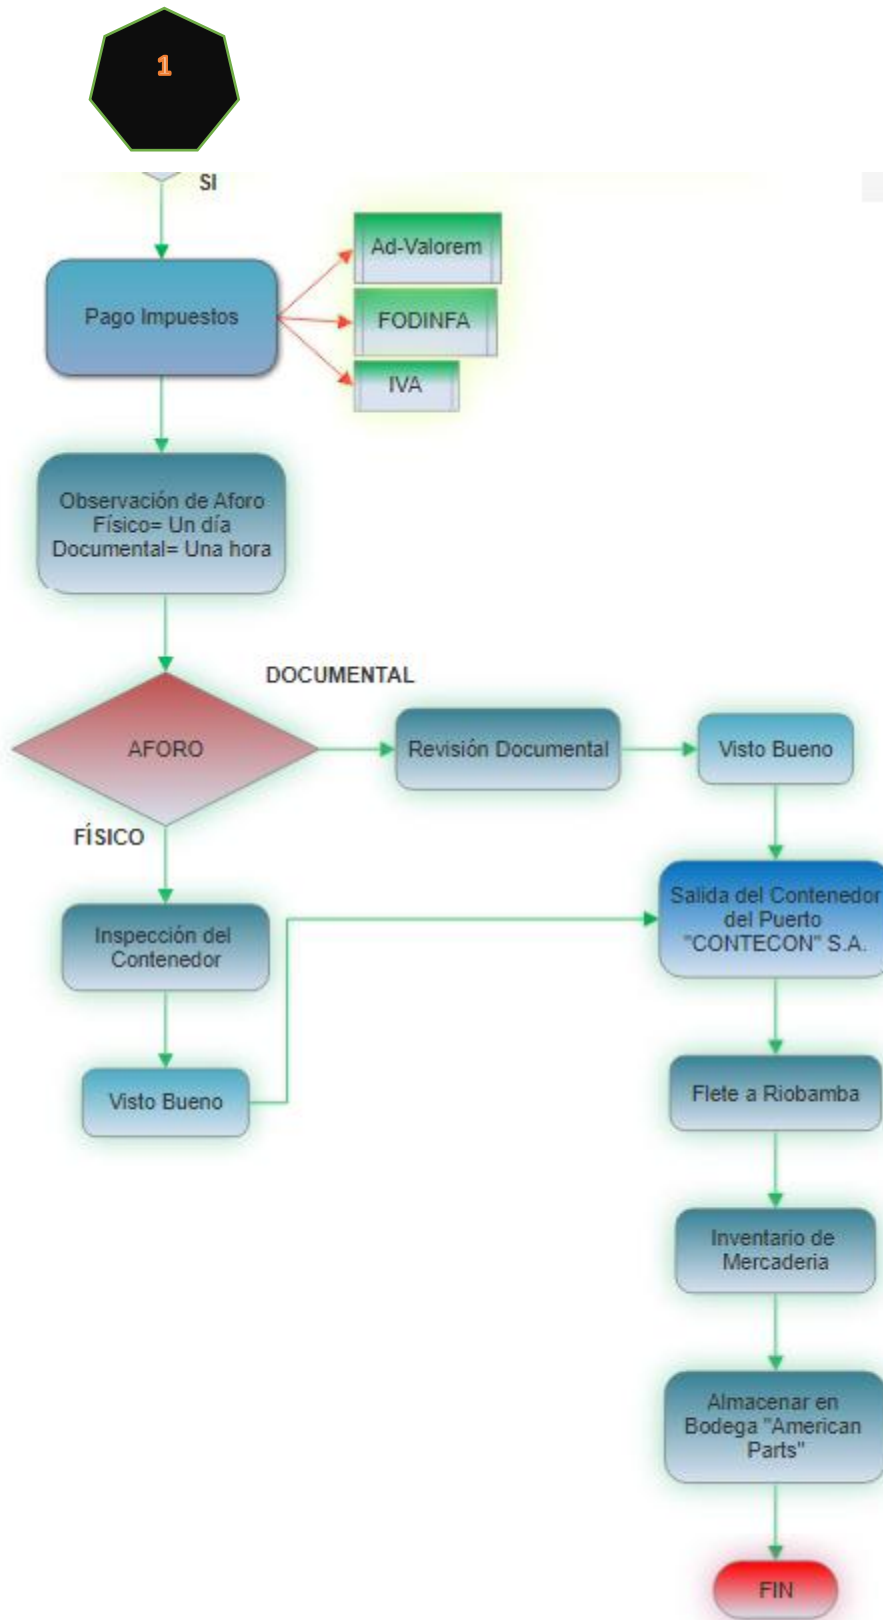 1
SI
Pago Impuestos
Ad-Valorem
FODINFA
IVA
Observación de Aforo
Físico= Un día
Documental= Una hora
DOCUMENTAL
AFORO
Revisión Documental
Visto Bueno
FÍSICO
Inspección del
Contenedor
Visto Bueno
Salida del Contenedor
del Puerto
"CONTECON" S.A.
Flete a Riobamba
Inventario de
Mercaderia
Almacenar en
Bodega "American
Parts"
FIN